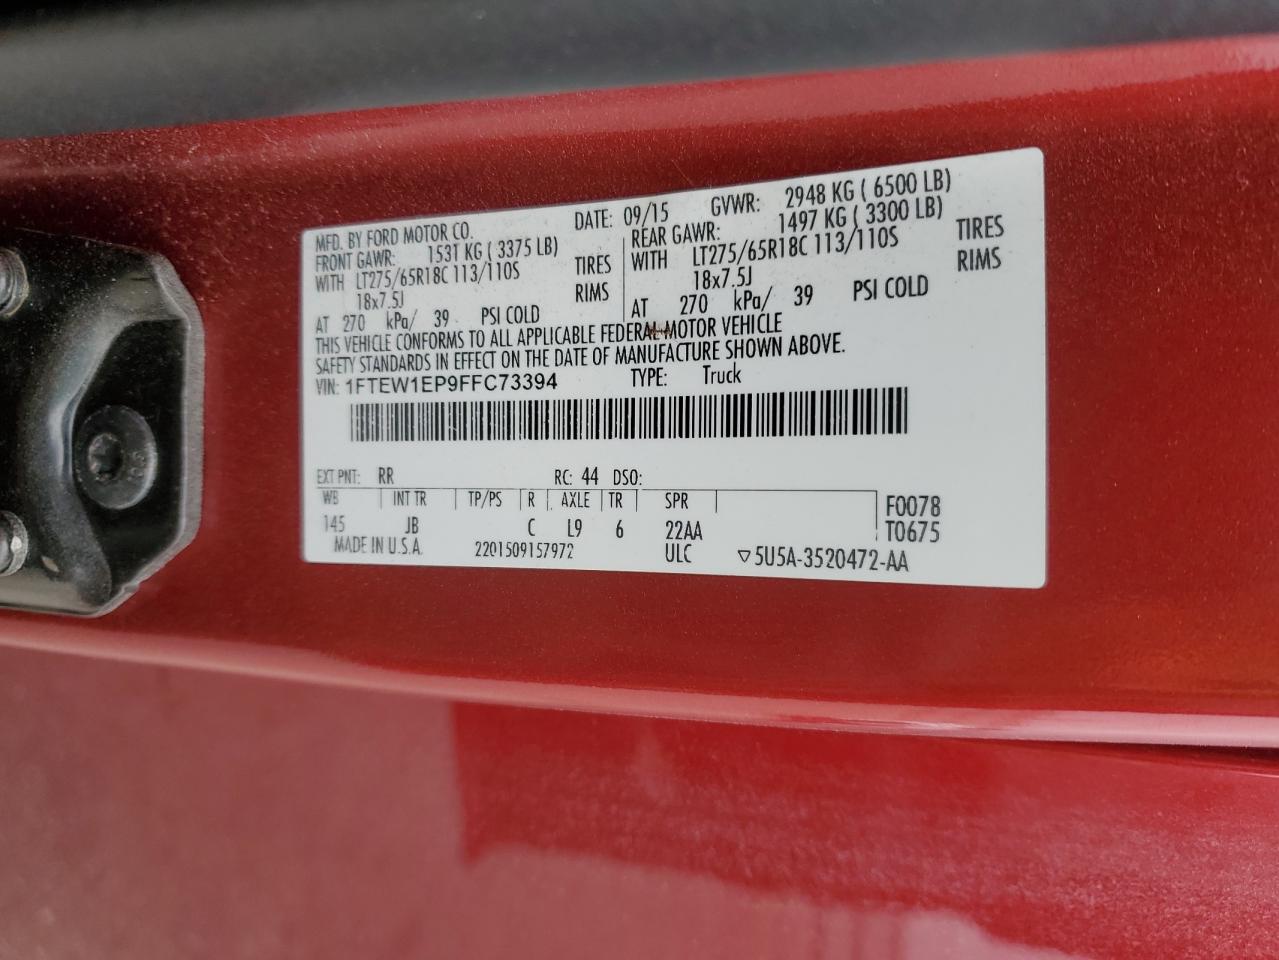 MFD. BY FORD MOTOR CO. DATE: 09/15 GVWR: 2948 KG ( 6500 LB)
FRONT GAWR: 1531 KG ( 3375 LB) REAR GAWR: 1497 KG ( 3300 LB)
WITH LT275/65R18C 113/110S TIRES WITH LT275/65R18C 113/110S TIRES
18x7.5J RIMS 18x7.5J RIMS
AT 270 kPa/ 39 PSI COLD AT 270 kPa/ 39 PSI COLD
THIS VEHICLE CONFORMS TO ALL APPLICABLE FEDERAL MOTOR VEHICLE
SAFETY STANDARDS IN EFFECT ON THE DATE OF MANUFACTURE SHOWN ABOVE.
VIN: 1FTEW1EP9FFC73394 TYPE: Truck
EXT PNT: RR RC: 44 DSO:
WB INT TR TP/PS R AXLE TR SPR F0078
145 JB C L9 6 22AA T0675
MADE IN U.S.A. 2201509157972 ULC ▽5U5A-3520472-AA